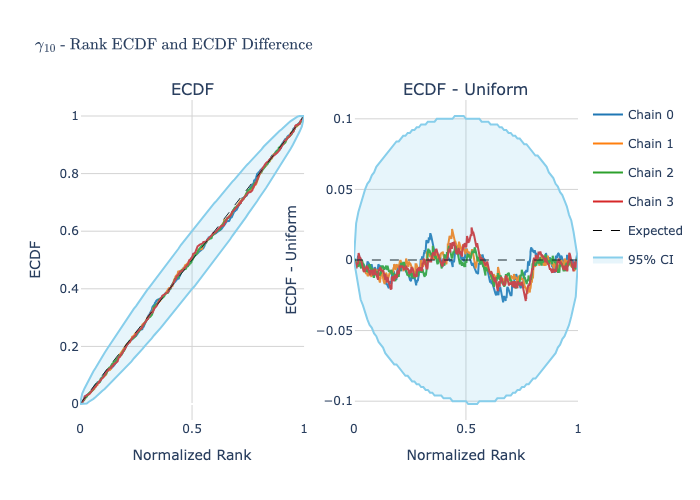 γ₁₀ - Rank ECDF and ECDF Difference
ECDF
ECDF - Uniform
1
0.8
0.6
0.4
0.2
0
0
0.5
1
ECDF
Normalized Rank
0.1
0.05
0
−0.05
−0.1
0
0.5
1
ECDF - Uniform
Normalized Rank
Chain 0
Chain 1
Chain 2
Chain 3
Expected
95% CI